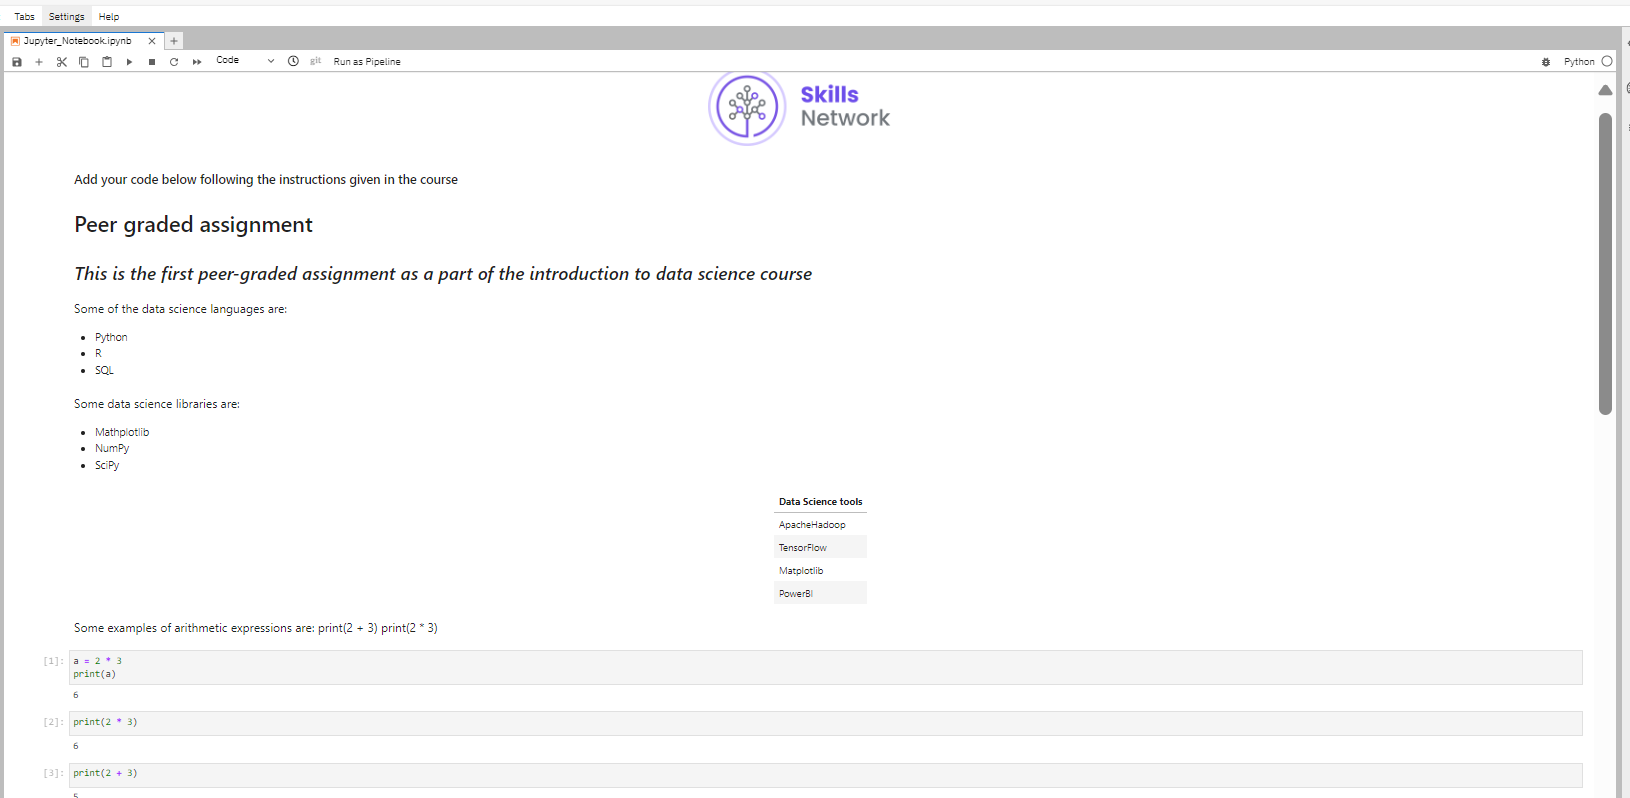 Tabs Settings Help
Jupyter_Notebook.ipynb
Code git Run as Pipeline Python
Skills
Network
Add your code below following the instructions given in the course
Peer graded assignment
This is the first peer-graded assignment as a part of the introduction to data science course
Some of the data science languages are:
Python
R
SQL
Some data science libraries are:
Mathplotlib
NumPy
SciPy
Data Science tools
ApacheHadoop
TensorFlow
Matplotlib
PowerBI
Some examples of arithmetic expressions are: print(2 + 3) print(2 * 3)
[1]: a = 2 * 3
print(a)
6
[2]: print(2 * 3)
6
[3]: print(2 + 3)
5